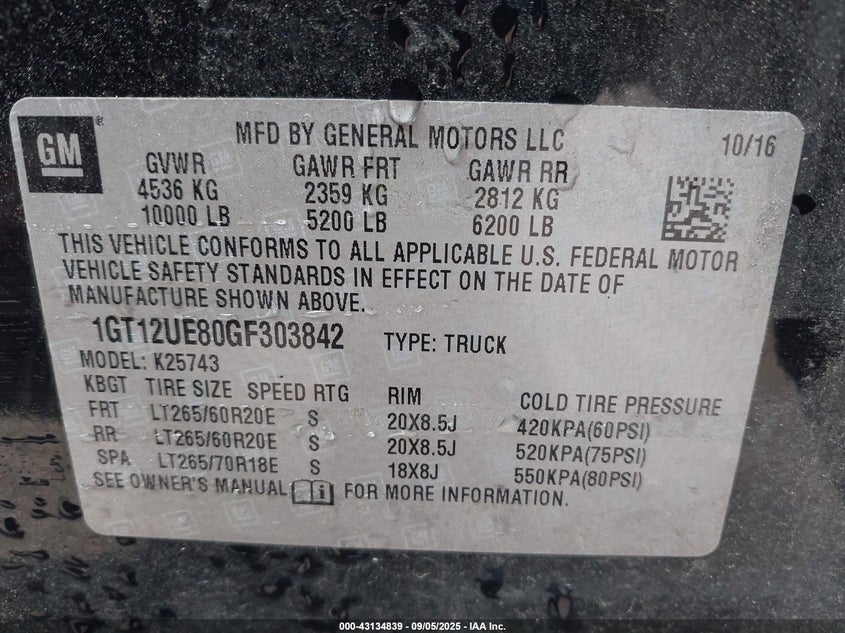 GM®
MFD BY GENERAL MOTORS LLC 10/16
GVWR GAWR FRT GAWR RR
4536 KG 2359 KG 2812 KG
10000 LB 5200 LB 6200 LB
THIS VEHICLE CONFORMS TO ALL APPLICABLE U.S. FEDERAL MOTOR
VEHICLE SAFETY STANDARDS IN EFFECT ON THE DATE OF
MANUFACTURE SHOWN ABOVE.
1GT12UE80GF303842 TYPE: TRUCK
MODEL: K25743
KBGT TIRE SIZE SPEED RTG RIM COLD TIRE PRESSURE
FRT LT265/60R20E S 20X8.5J 420KPA(60PSI)
RR LT265/60R20E S 20X8.5J 520KPA(75PSI)
SPA LT265/70R18E S 18X8J 550KPA(80PSI)
SEE OWNER'S MANUAL FOR MORE INFORMATION.
000-43134839 - 09/05/2025 - IAA Inc.